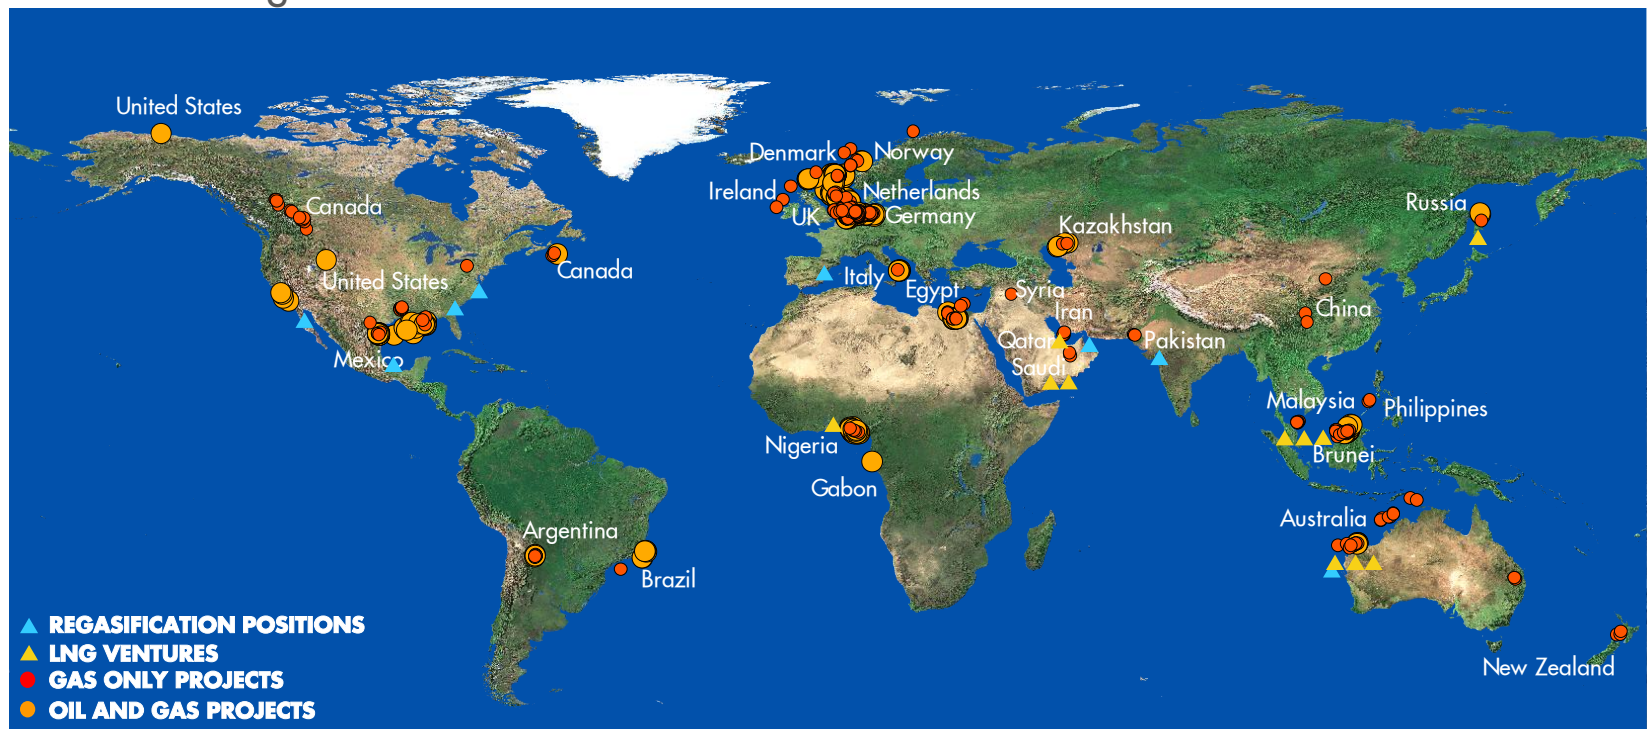 United States
Denmark
Norway
Ireland
Netherlands
Canada
UK
Germany
Russia
Kazakhstan
Canada
Italy
United States
Egypt
Syria
Iran
China
Qatar
Pakistan
Mexico
Saudi
Malaysia
Philippines
Nigeria
Brunei
Gabon
Argentina
Australia
Brazil
REGASIFICATION POSITIONS
LNG VENTURES
New Zealand
GAS ONLY PROJECTS
OIL AND GAS PROJECTS